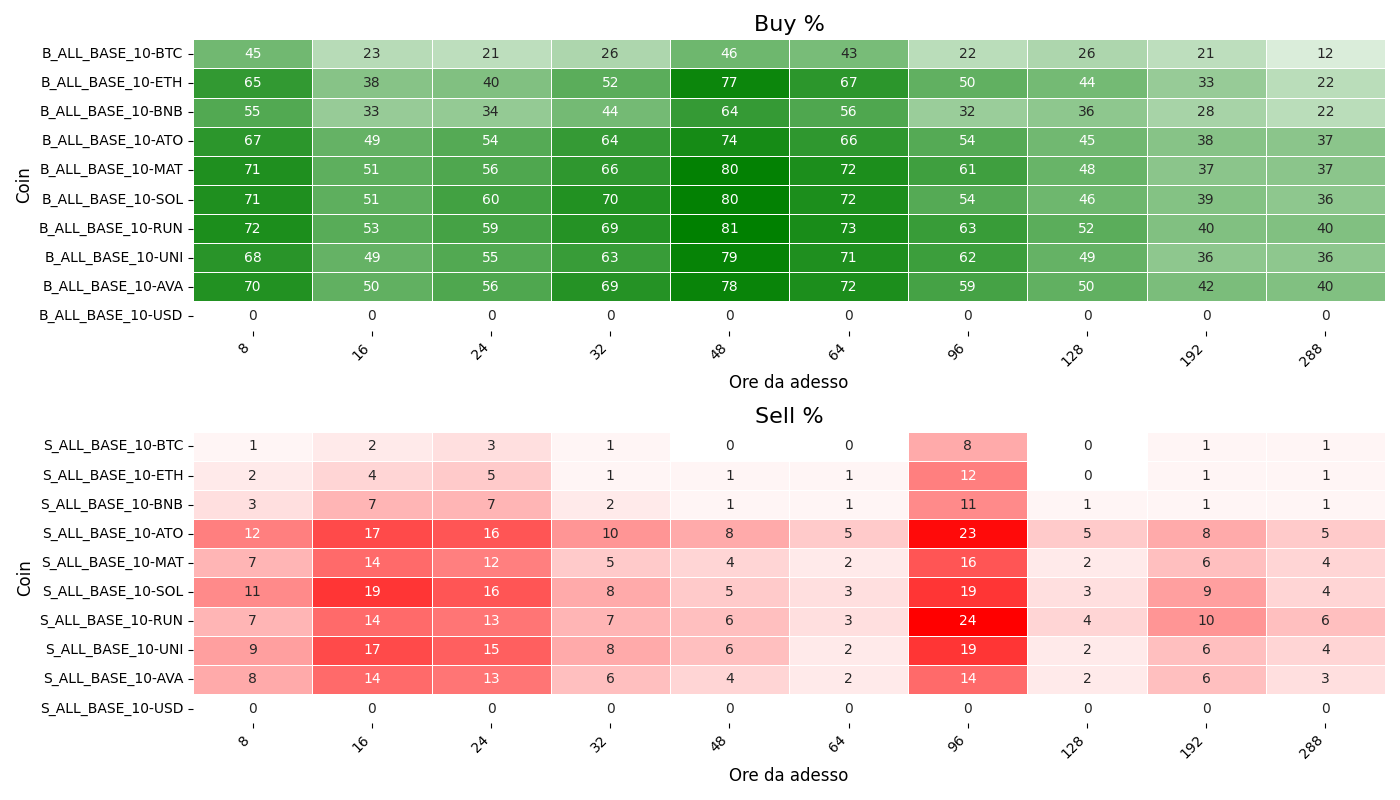 Buy %
Coin
B_ALL_BASE_10-BTC 45 23 21 26 46 43 22 26 21 12
B_ALL_BASE_10-ETH 65 38 40 52 77 67 50 44 33 22
B_ALL_BASE_10-BNB 55 33 34 44 64 56 32 36 28 22
B_ALL_BASE_10-ATO 67 49 54 64 74 66 54 45 38 37
B_ALL_BASE_10-MAT 71 51 56 66 80 72 61 48 37 37
B_ALL_BASE_10-SOL 71 51 60 70 80 72 54 46 39 36
B_ALL_BASE_10-RUN 72 53 59 69 81 73 63 52 40 40
B_ALL_BASE_10-UNI 68 49 55 63 79 71 62 49 36 36
B_ALL_BASE_10-AVA 70 50 56 69 78 72 59 50 42 40
B_ALL_BASE_10-USD 0 0 0 0 0 0 0 0 0 0
8 16 24 32 48 64 96 128 192 288
Ore da adesso
Sell %
Coin
S_ALL_BASE_10-BTC 1 2 3 1 0 0 8 0 1 1
S_ALL_BASE_10-ETH 2 4 5 1 1 1 12 0 1 1
S_ALL_BASE_10-BNB 3 7 7 2 1 1 11 1 1 1
S_ALL_BASE_10-ATO 12 17 16 10 8 5 23 5 8 5
S_ALL_BASE_10-MAT 7 14 12 5 4 2 16 2 6 4
S_ALL_BASE_10-SOL 11 19 16 8 5 3 19 3 9 4
S_ALL_BASE_10-RUN 7 14 13 7 6 3 24 4 10 6
S_ALL_BASE_10-UNI 9 17 15 8 6 2 19 2 6 4
S_ALL_BASE_10-AVA 8 14 13 6 4 2 14 2 6 3
S_ALL_BASE_10-USD 0 0 0 0 0 0 0 0 0 0
8 16 24 32 48 64 96 128 192 288
Ore da adesso